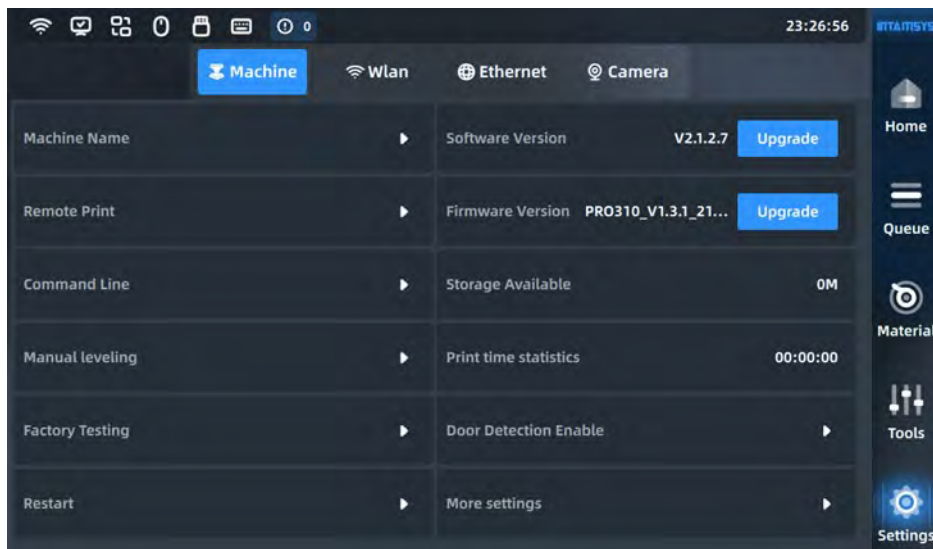 0
23:26:56
INTAMSYS
Machine
Wlan
Ethernet
Camera
Home
Queue
Material
Tools
Settings
Machine Name
Software Version V2.1.2.7 Upgrade
Remote Print
Firmware Version PRO310_V1.3.1_21... Upgrade
Command Line
Storage Available 0M
Manual leveling
Print time statistics 00:00:00
Factory Testing
Door Detection Enable
Restart
More settings